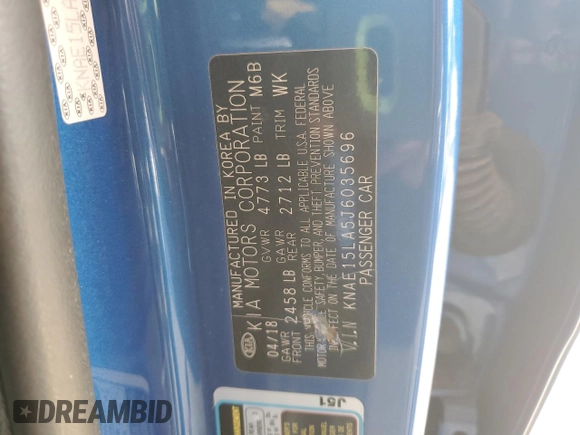 KNAE15LA
MANUFACTURED IN KOREA BY
KIA MOTORS CORPORATION
04/18 GVWR 4773 LB PAINT M6B
GAWR FRONT 2458 LB GAWR REAR 2712 LB TRIM WK
THIS VEHICLE CONFORMS TO ALL APPLICABLE U.S.A. FEDERAL
MOTOR VEHICLE SAFETY, BUMPER, AND THEFT PREVENTION STANDARDS
IN EFFECT ON THE DATE OF MANUFACTURE SHOWN ABOVE
V.I.N KNAE15LA5J6035696
PASSENGER CAR
J51
DREAMBID